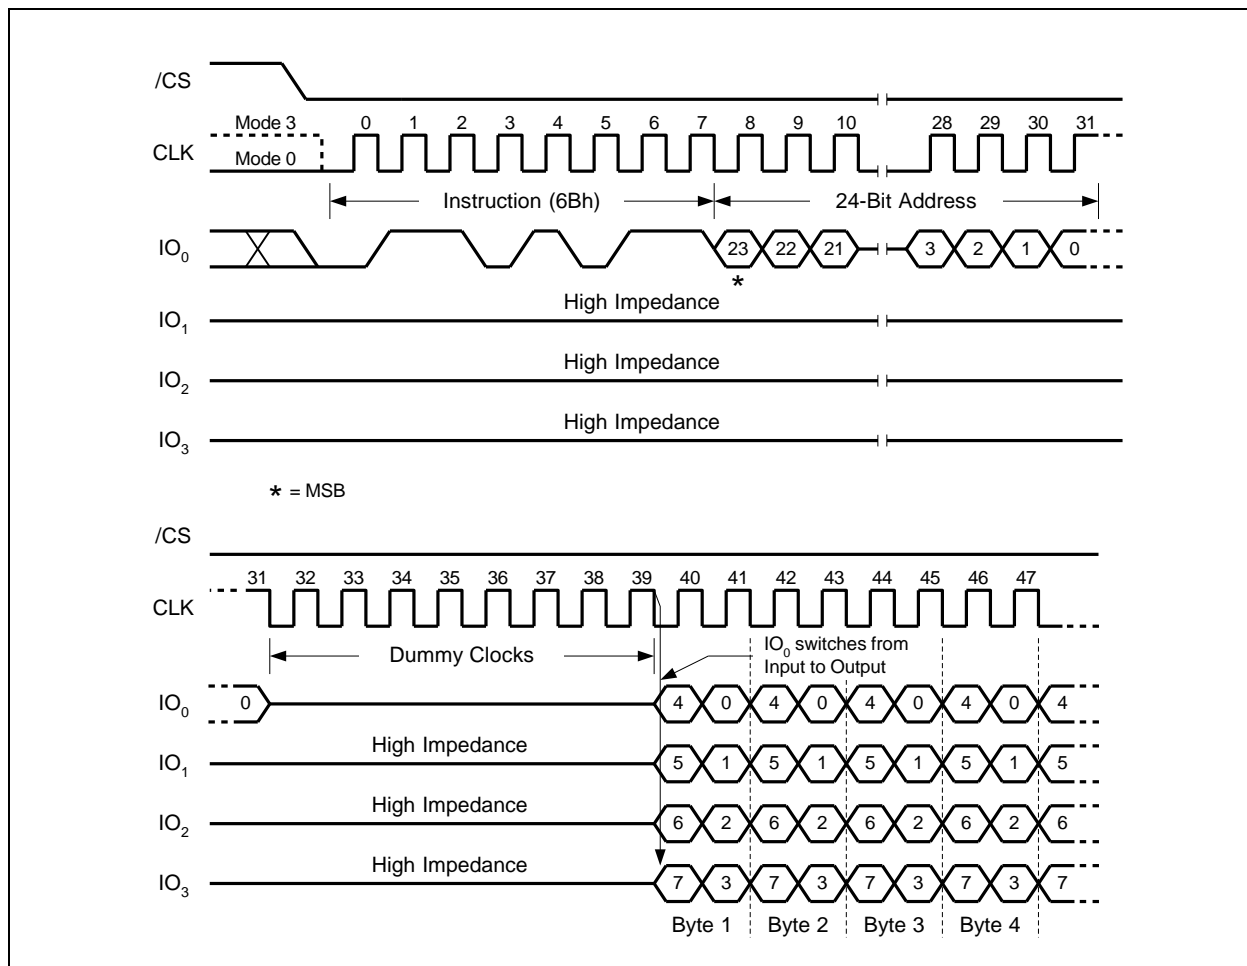 /CS
Mode 3 0 1 2 3 4 5 6 7 8 9 10 28 29 30 31
CLK
Mode 0
Instruction (6Bh) 24-Bit Address
IO0 23 22 21 3 2 1 0
*
High Impedance
IO1
High Impedance
IO2
High Impedance
IO3
* = MSB
/CS
31 32 33 34 35 36 37 38 39 40 41 42 43 44 45 46 47
CLK
Dummy Clocks
IO0 switches from
Input to Output
IO0 0 4 0 4 0 4 0 4 0 4
High Impedance
IO1 5 1 5 1 5 1 5 1 5
High Impedance
IO2 6 2 6 2 6 2 6 2 6
High Impedance
IO3 7 3 7 3 7 3 7 3 7
Byte 1 Byte 2 Byte 3 Byte 4